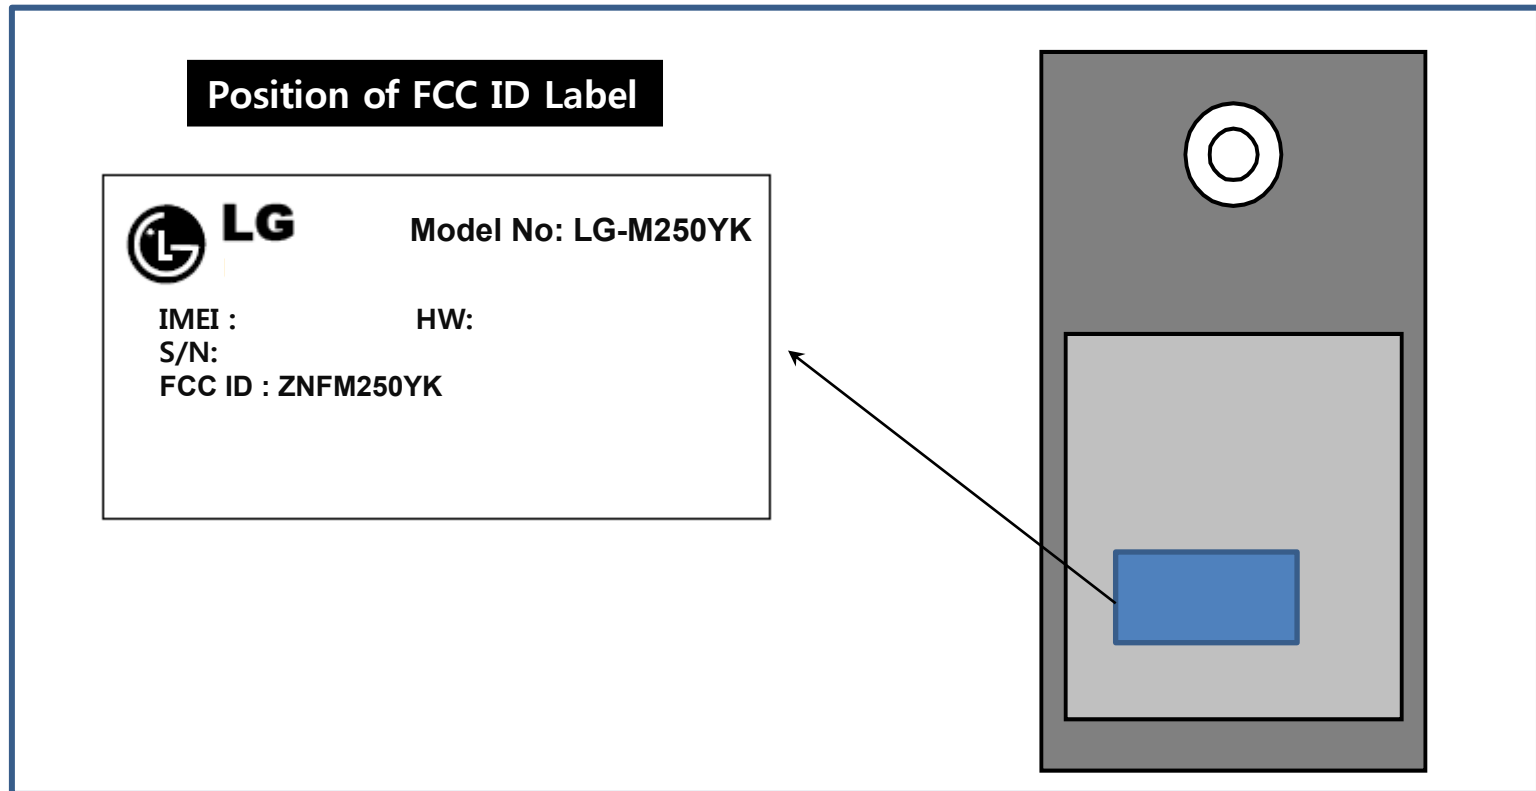 Position of FCC ID Label
LG
Model No: LG-M250YK
IMEI :
HW:
S/N:
FCC ID : ZNFM250YK